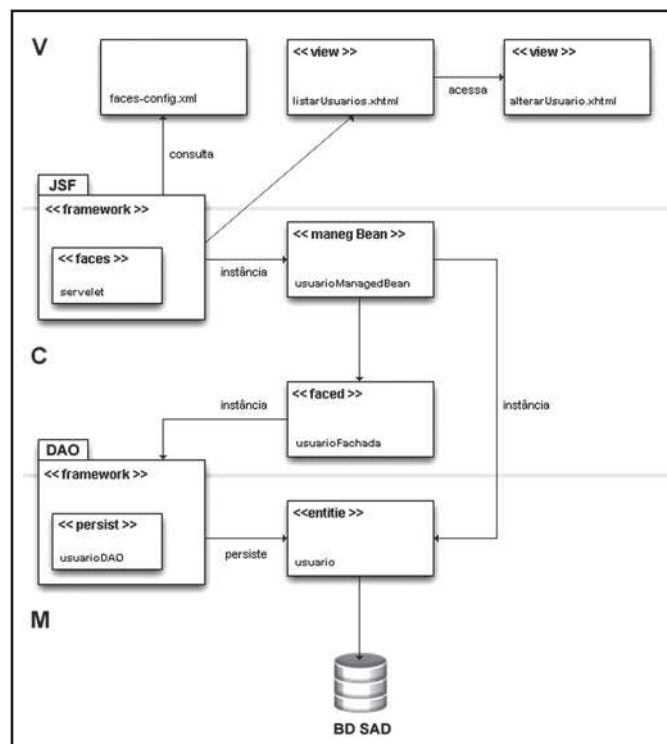 V
faces-config.xml
<< view >>
listarUsuarios.xhtml
acessa
<< view >>
alterarUsuario.xhtml
consulta
JSF
<< framework >>
<< faces >>
servelet
instância
<< maneg Bean >>
usuarioManagedBean
C
instância
<< faced >>
usuarioFachada
instância
DAO
<< framework >>
<< persist >>
usuarioDAO
persiste
<<entitie >>
usuario
M
BD SAD